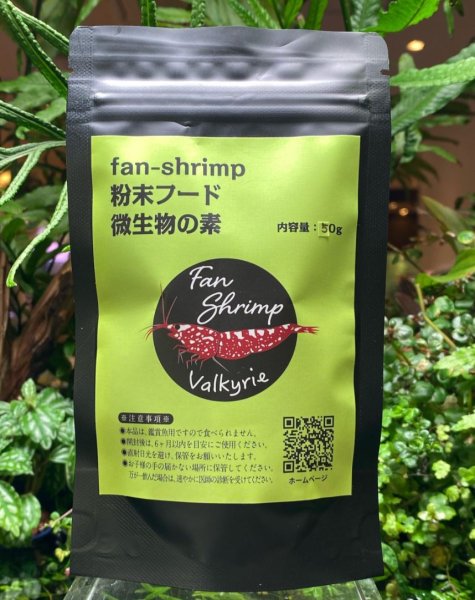 fan-shrimp
粉末フード
微生物の素
内容量：50g
Fan
Shrimp
Valkyrie
※注意事項※
●本品は、鑑賞魚用ですので食べられません。
●開封後は、6ヶ月以内を目安にご使用ください。
●直射日光を避け、保管をお願いいたします。
●お子様の手の届かない場所に保管してください。
万が一飲んだ場合は、速やかに医師の診断を受けてください。
ホームページ